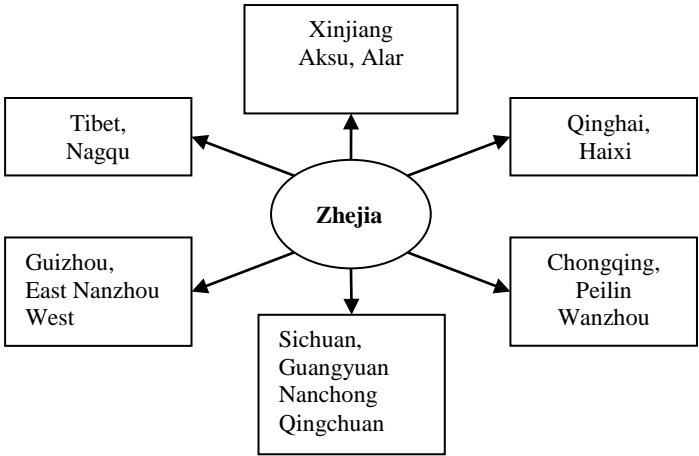 Xinjiang
Aksu, Alar
Tibet,
Nagqu
Qinghai,
Haixi
Zhejia
Guizhou,
East Nanzhou
West
Chongqing,
Peilin
Wanzhou
Sichuan,
Guangyuan
Nanchong
Qingchuan